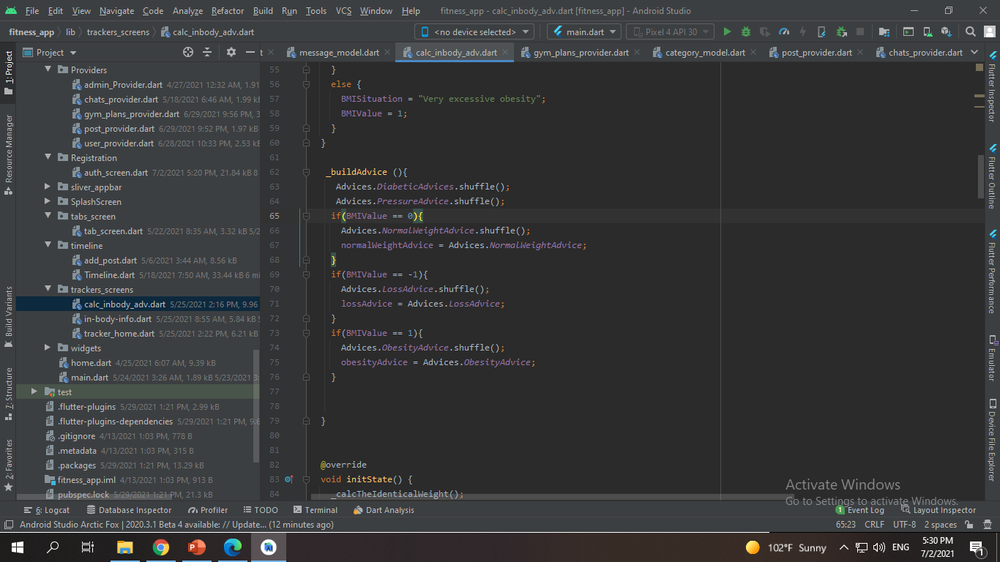 File Edit View Navigate Code Analyze Refactor Build Run Tools VCS Window Help fitness_app - calc_inbody_adv.dart [fitness_app] - Android Studio
fitness_app lib trackers_screens calc_inbody_adv.dart <no device selected> main.dart Pixel 4 API 30
Project
t message_model.dart calc_inbody_adv.dart gym_plans_provider.dart category_model.dart post_provider.dart chats_provider.dart
1: Project
Resource Manager
Build Variants
7: Structure
2: Favorites
Providers
admin_Provider.dart 4/27/2021 12:32 AM, 1.91
chats_provider.dart 5/18/2021 6:46 AM, 1.99 kB
gym_plans_provider.dart 6/29/2021 9:56 PM, 3
post_provider.dart 6/29/2021 9:52 PM, 1.97 kB
user_provider.dart 6/28/2021 10:33 PM, 2.53 kB
Registration
auth_screen.dart 7/2/2021 5:20 PM, 21.84 kB 8
sliver_appbar
SplashScreen
tabs_screen
tab_screen.dart 5/22/2021 8:35 AM, 3.32 kB 5/2
timeline
add_post.dart 5/6/2021 3:44 AM, 8.56 kB
Timeline.dart 5/18/2021 7:50 AM, 33.44 kB 6 mi
trackers_screens
calc_inbody_adv.dart 5/25/2021 2:16 PM, 9.96
in-body-info.dart 5/25/2021 8:55 AM, 5.84 kB
tracker_home.dart 5/25/2021 2:22 PM, 6.21 kB
widgets
home.dart 4/25/2021 6:07 AM, 9.39 kB
main.dart 5/24/2021 3:26 AM, 1.89 kB 5/23/2021 3:
test
.flutter-plugins 5/29/2021 1:21 PM, 2.99 kB
.flutter-plugins-dependencies 5/29/2021 1:21 PM, 9.6
.gitignore 4/13/2021 1:03 PM, 778 B
.metadata 4/13/2021 1:03 PM, 315 B
.packages 5/29/2021 1:21 PM, 13.29 kB
fitness_app.iml 4/13/2021 1:03 PM, 913 B
pubspec.lock 5/29/2021 1:21 PM, 21.3 kB
55 }
56 else {
57 BMISituation = "Very excessive obesity";
58 BMIValue = 1;
59 }
60 }
61
62 _buildAdvice (){
63 Advices.DiabeticAdvices.shuffle();
64 Advices.PressureAdvice.shuffle();
65 if(BMIValue == 0){
66 Advices.NormalWeightAdvice.shuffle();
67 normalWeightAdvice = Advices.NormalWeightAdvice;
68 }
69 if(BMIValue == -1){
70 Advices.LossAdvice.shuffle();
71 lossAdvice = Advices.LossAdvice;
72 }
73 if(BMIValue == 1){
74 Advices.ObesityAdvice.shuffle();
75 obesityAdvice = Advices.ObesityAdvice;
76 }
77
78
79 }
80
81
82 @override
83 void initState() {
84 _calcTheIdenticalWeight();
Flutter Inspector
Flutter Outline
Flutter Performance
Emulator
Device File Explorer
Activate Windows
Go to Settings to activate Windows.
6: Logcat Database Inspector Profiler TODO Terminal Dart Analysis 1 Event Log Layout Inspector
Android Studio Arctic Fox | 2020.3.1 Beta 4 available: // Update... (12 minutes ago) 65:23 CRLF UTF-8 2 spaces
102°F Sunny ENG 5:30 PM
7/2/2021
1